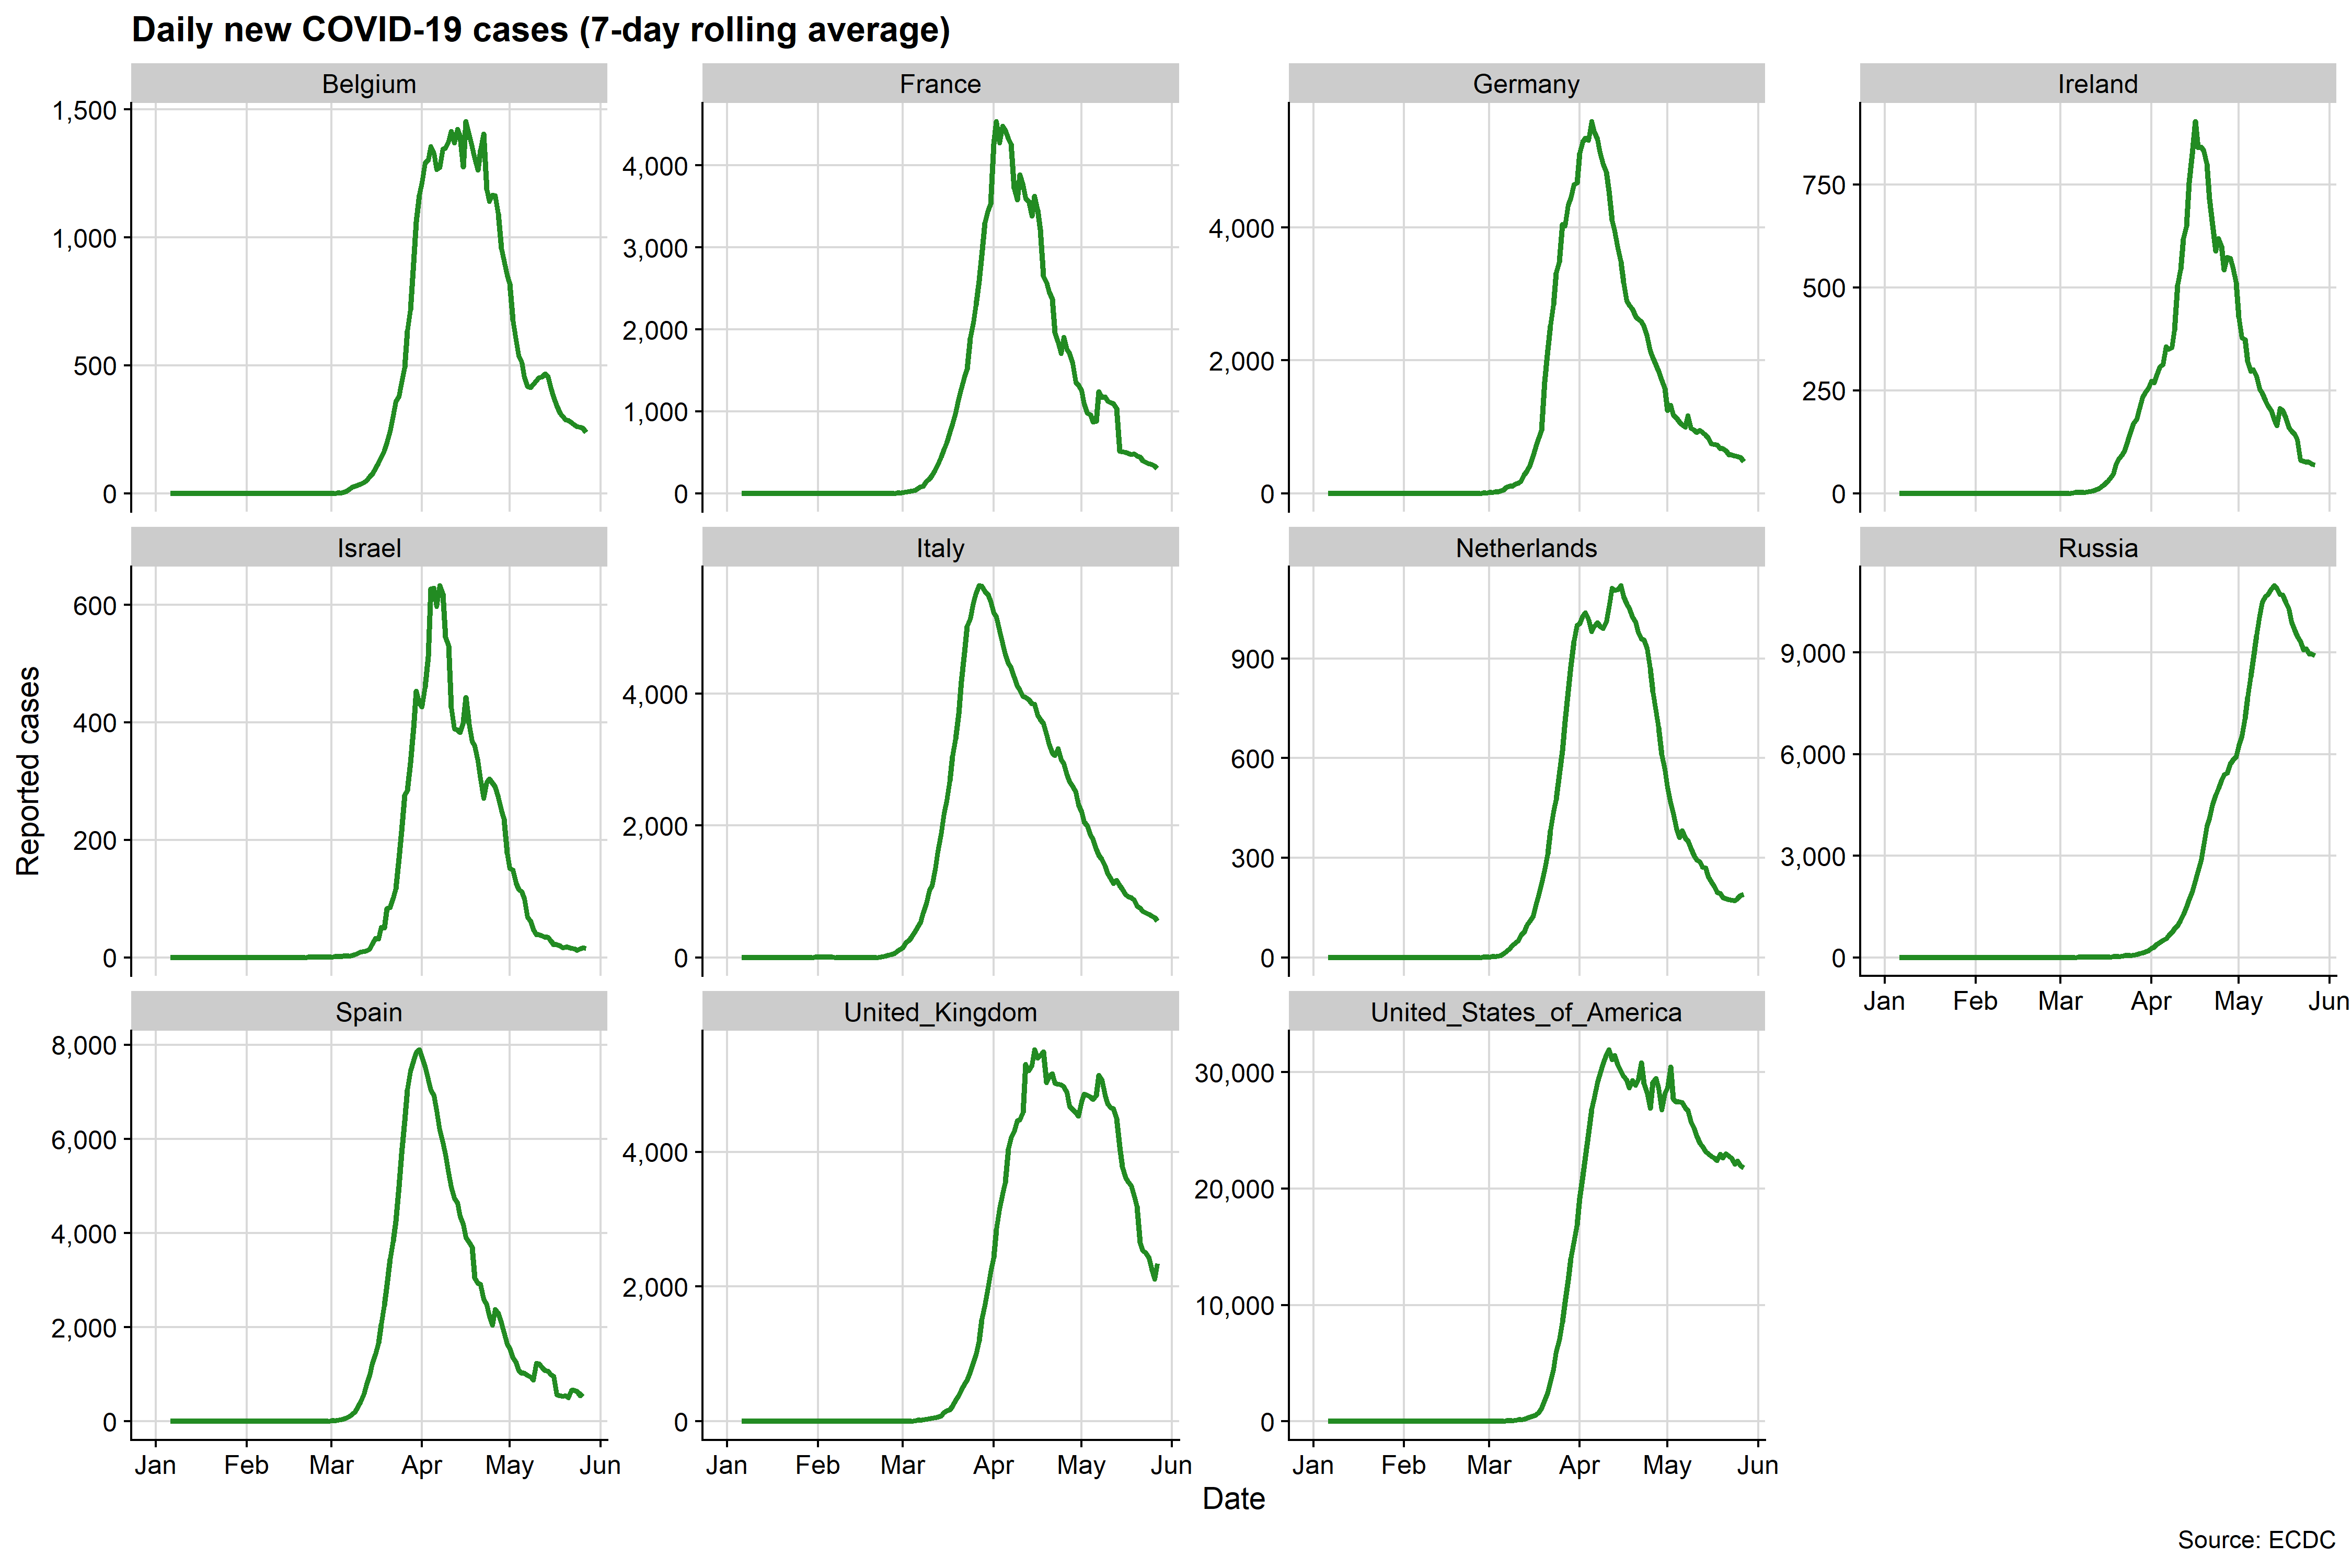 Daily new COVID-19 cases (7-day rolling average)
Belgium
1,500
1,000
500
0
France
4,000
3,000
2,000
1,000
0
Germany
4,000
2,000
0
Ireland
750
500
250
0
Israel
600
400
200
0
Italy
4,000
2,000
0
Netherlands
900
600
300
0
Russia
9,000
6,000
3,000
0
Jan Feb Mar Apr May Jun
Spain
8,000
6,000
4,000
2,000
0
Jan Feb Mar Apr May Jun
United_Kingdom
4,000
2,000
0
Jan Feb Mar Apr May Jun
United_States_of_America
30,000
20,000
10,000
0
Jan Feb Mar Apr May Jun
Reported cases
Date
Source: ECDC